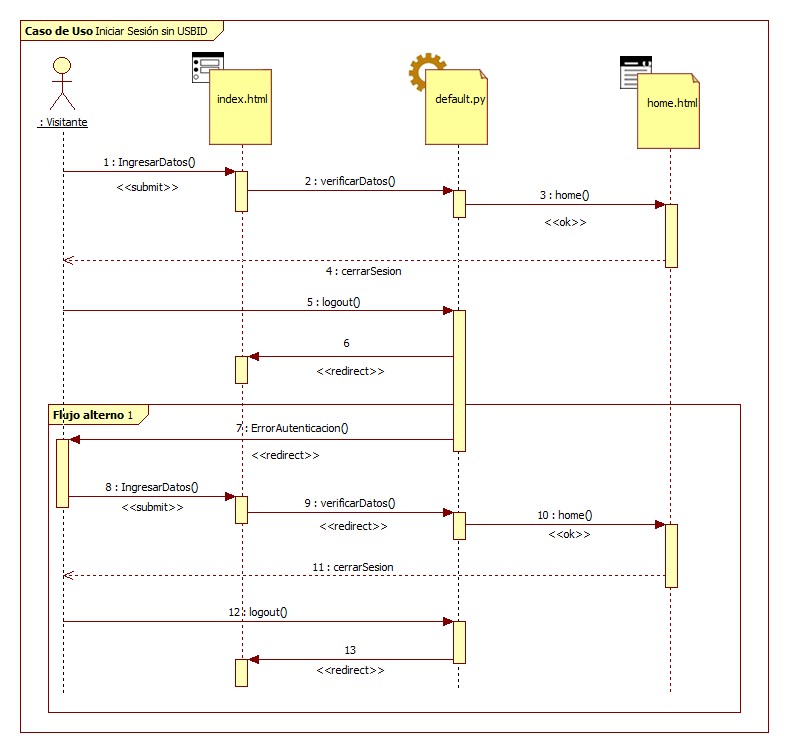 Caso de Uso Iniciar Sesión sin USBID
index.html
default.py
home.html
: Visitante
1 : IngresarDatos()
<<submit>>
2 : verificarDatos()
3 : home()
<<ok>>
4 : cerrarSesion
5 : logout()
6
<<redirect>>
Flujo alterno 1
7 : ErrorAutenticacion()
<<redirect>>
8 : IngresarDatos()
<<submit>>
9 : verificarDatos()
<<redirect>>
10 : home()
<<ok>>
11 : cerrarSesion
12 : logout()
13
<<redirect>>